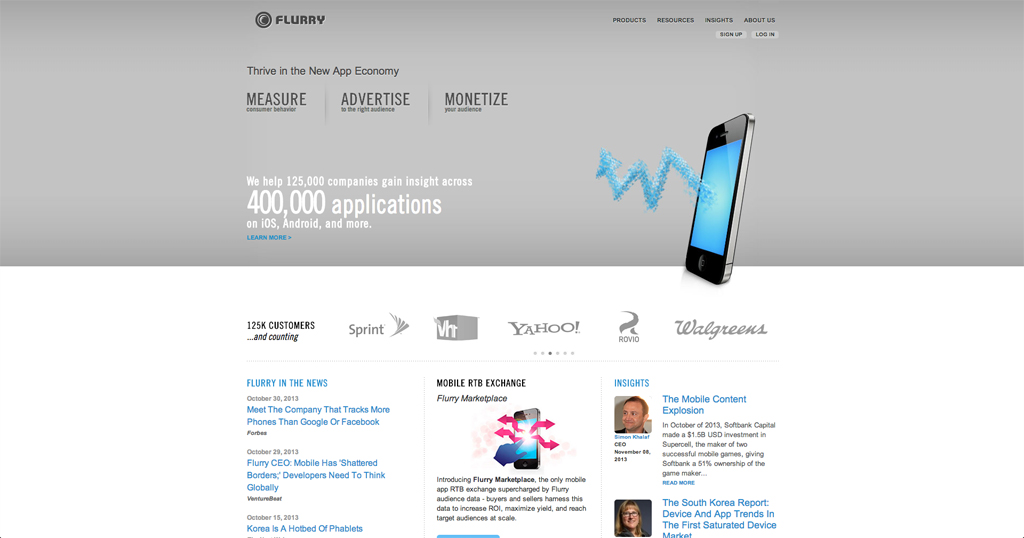 FLURRY
PRODUCTS RESOURCES INSIGHTS ABOUT US
SIGN UP LOG IN
Thrive in the New App Economy
MEASURE
consumer behavior
ADVERTISE
to the right audience
MONETIZE
your audience
We help 125,000 companies gain insight across
400,000 applications
on iOS, Android, and more.
LEARN MORE >
125K CUSTOMERS
...and counting
Sprint
Vh1
YAHOO!
ROVIO
Walgreens
FLURRY IN THE NEWS
October 30, 2013
Meet The Company That Tracks More
Phones Than Google Or Facebook
Forbes
October 29, 2013
Flurry CEO: Mobile Has 'Shattered
Borders;' Developers Need To Think
Globally
VentureBeat
October 15, 2013
Korea Is A Hotbed Of Phablets
MOBILE RTB EXCHANGE
Flurry Marketplace
Introducing Flurry Marketplace, the only mobile
app RTB exchange supercharged by Flurry
audience data - buyers and sellers harness this
data to increase ROI, maximize yield, and reach
target audiences at scale.
INSIGHTS
Simon Khalaf
CEO
November 08,
2013
The Mobile Content
Explosion
In October of 2013, Softbank Capital
made a $1.5B USD investment in
Supercell, the maker of two
successful mobile games, giving
Softbank a 51% ownership of the
game maker...
READ MORE
The South Korea Report:
Device And App Trends In
The First Saturated Device
Market